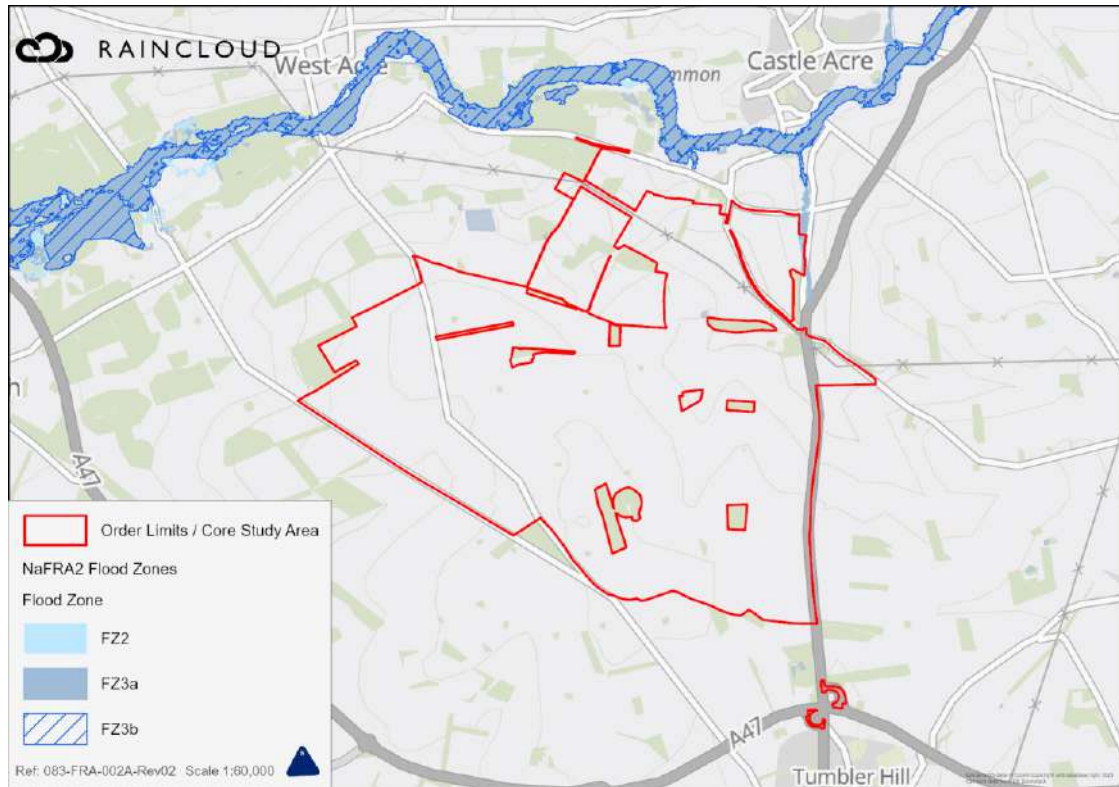 RAINCLOUD
West Acre
Castle Acre
A47
Order Limits / Core Study Area
NaFRA2 Flood Zones
Flood Zone
FZ2
FZ3a
FZ3b
Ref: 083-FRA-002A-Rev02 Scale 1:60,000
A47
Tumbler Hill